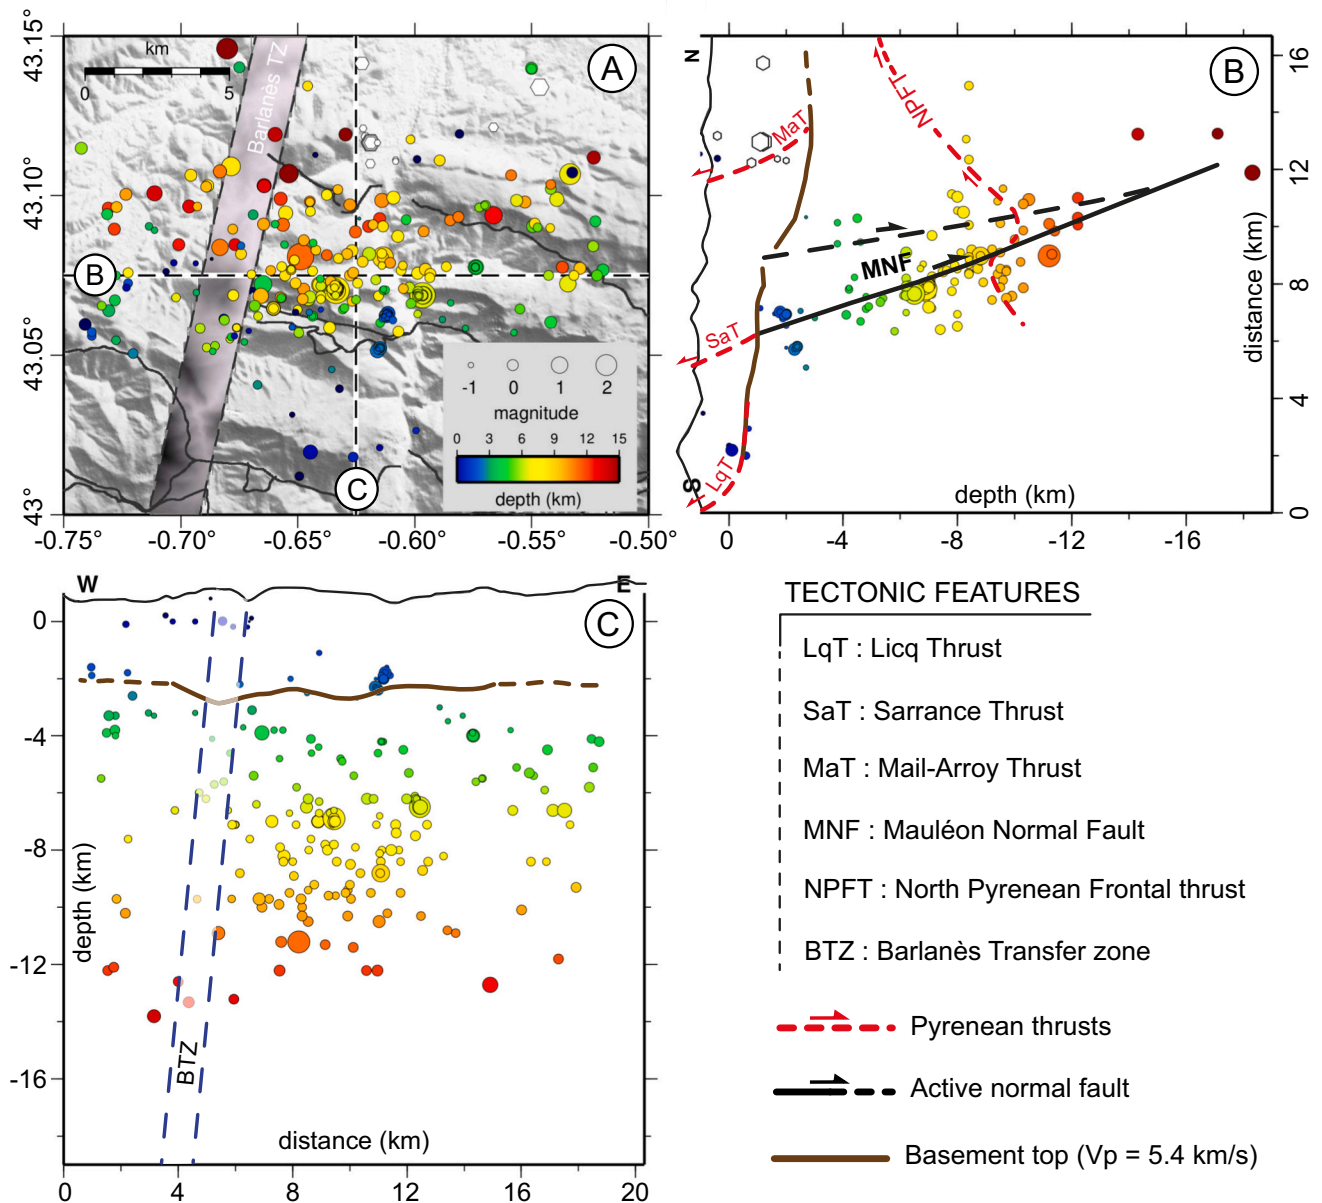 43.15°
43.10°
43.05°
43°
km
0
5
Barlanès TZ
A
B
C
-1
0
1
2
magnitude
0
3
6
9
12
15
depth (km)
-0.75°
-0.70°
-0.65°
-0.60°
-0.55°
-0.50°
N
S
B
NPFT
MaT
MNF
SaT
LqT
depth (km)
distance (km)
16
12
8
4
0
0
-4
-8
-12
-16
W
E
C
0
-4
-8
-12
-16
depth (km)
BTZ
distance (km)
0
4
8
12
16
20
TECTONIC FEATURES
LqT : Licq Thrust
SaT : Sarrance Thrust
MaT : Mail-Arroy Thrust
MNF : Mauléon Normal Fault
NPFT : North Pyrenean Frontal thrust
BTZ : Barlanès Transfer zone
Pyrenean thrusts
Active normal fault
Basement top (Vp = 5.4 km/s)